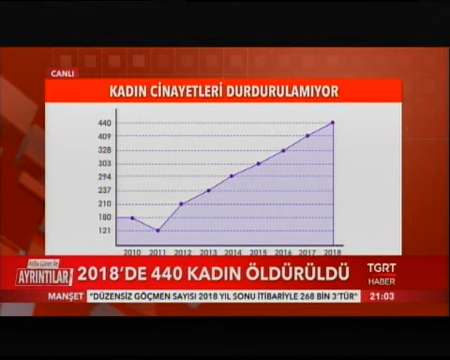 CANLI
KADIN CİNAYETLERİ DURDURULAMIYOR
440
409
328
303
294
237
210
180
121
2010 2011 2012 2013 2014 2015 2016 2017 2018
AYRINTILAR
2018'DE 440 KADIN ÖLDÜRÜLDÜ
TGRT
HABER
MANŞET "DÜZENSİZ GÖÇMEN SAYISI 2018 YIL SONU İTİBARİYLE 268 BİN 3'TÜR" 21:03